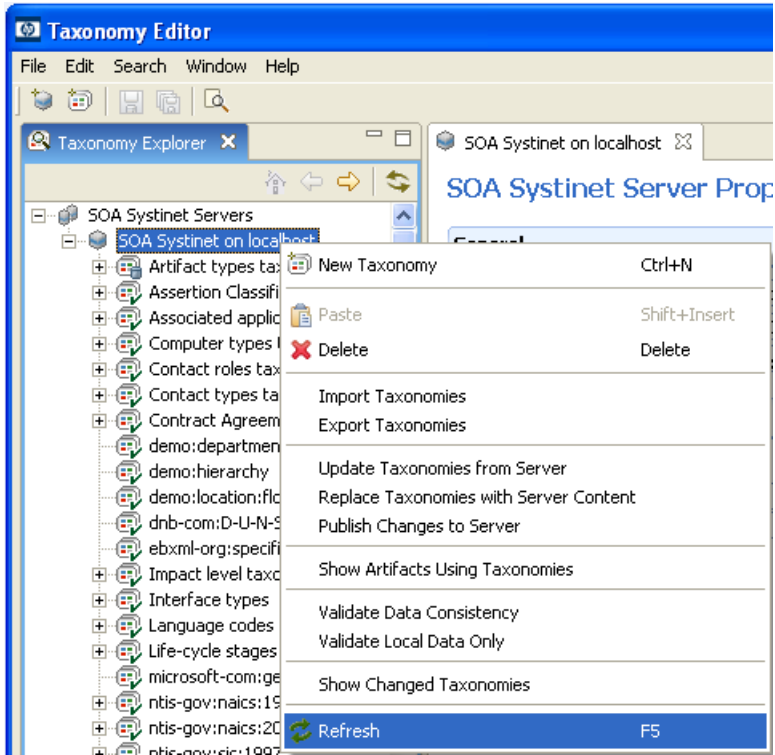 Taxonomy Editor
File Edit Search Window Help
Taxonomy Explorer
SOA Systinet on localhost
SOA Systinet Server Prop
General
SOA Systinet Servers
SOA Systinet on localhost
Artifact types tax
Assertion Classifi
Associated applic
Computer types t
Contact roles tax
Contact types ta
Contract Agreem
demo:departmen
demo:hierarchy
demo:location:flo
dnb-com:D-U-N-S
ebxml-org:specifi
Impact level taxo
Interface types
Language codes
Life-cycle stages
microsoft-com:ge
ntis-gov:naics:19
ntis-gov:naics:20
ntis-gov:sic:1997
New Taxonomy Ctrl+N
Paste Shift+Insert
Delete Delete
Import Taxonomies
Export Taxonomies
Update Taxonomies from Server
Replace Taxonomies with Server Content
Publish Changes to Server
Show Artifacts Using Taxonomies
Validate Data Consistency
Validate Local Data Only
Show Changed Taxonomies
Refresh F5